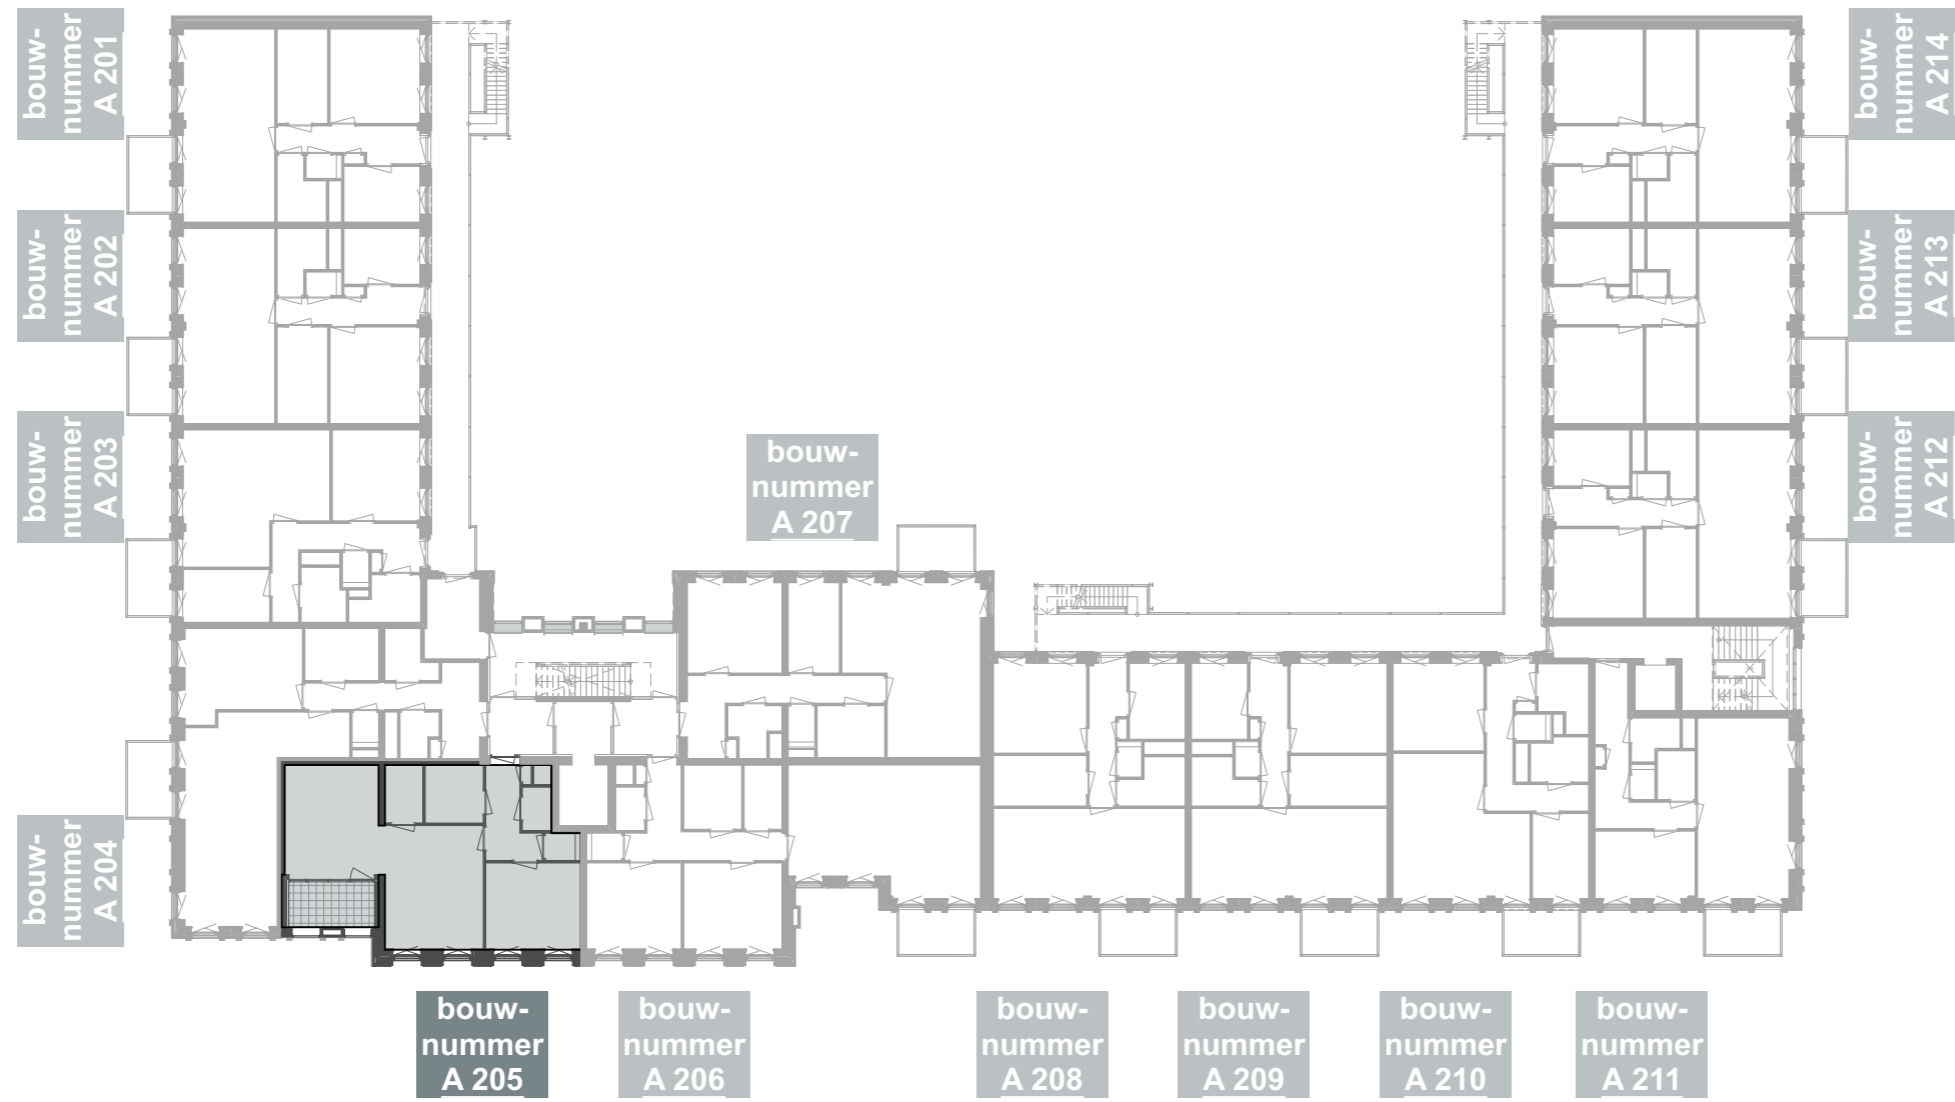 bouw-
nummer
A 201
bouw-
nummer
A 214
bouw-
nummer
A 202
bouw-
nummer
A 213
bouw-
nummer
A 203
bouw-
nummer
A 212
bouw-
nummer
A 207
bouw-
nummer
A 204
bouw-
nummer
A 205
bouw-
nummer
A 206
bouw-
nummer
A 208
bouw-
nummer
A 209
bouw-
nummer
A 210
bouw-
nummer
A 211